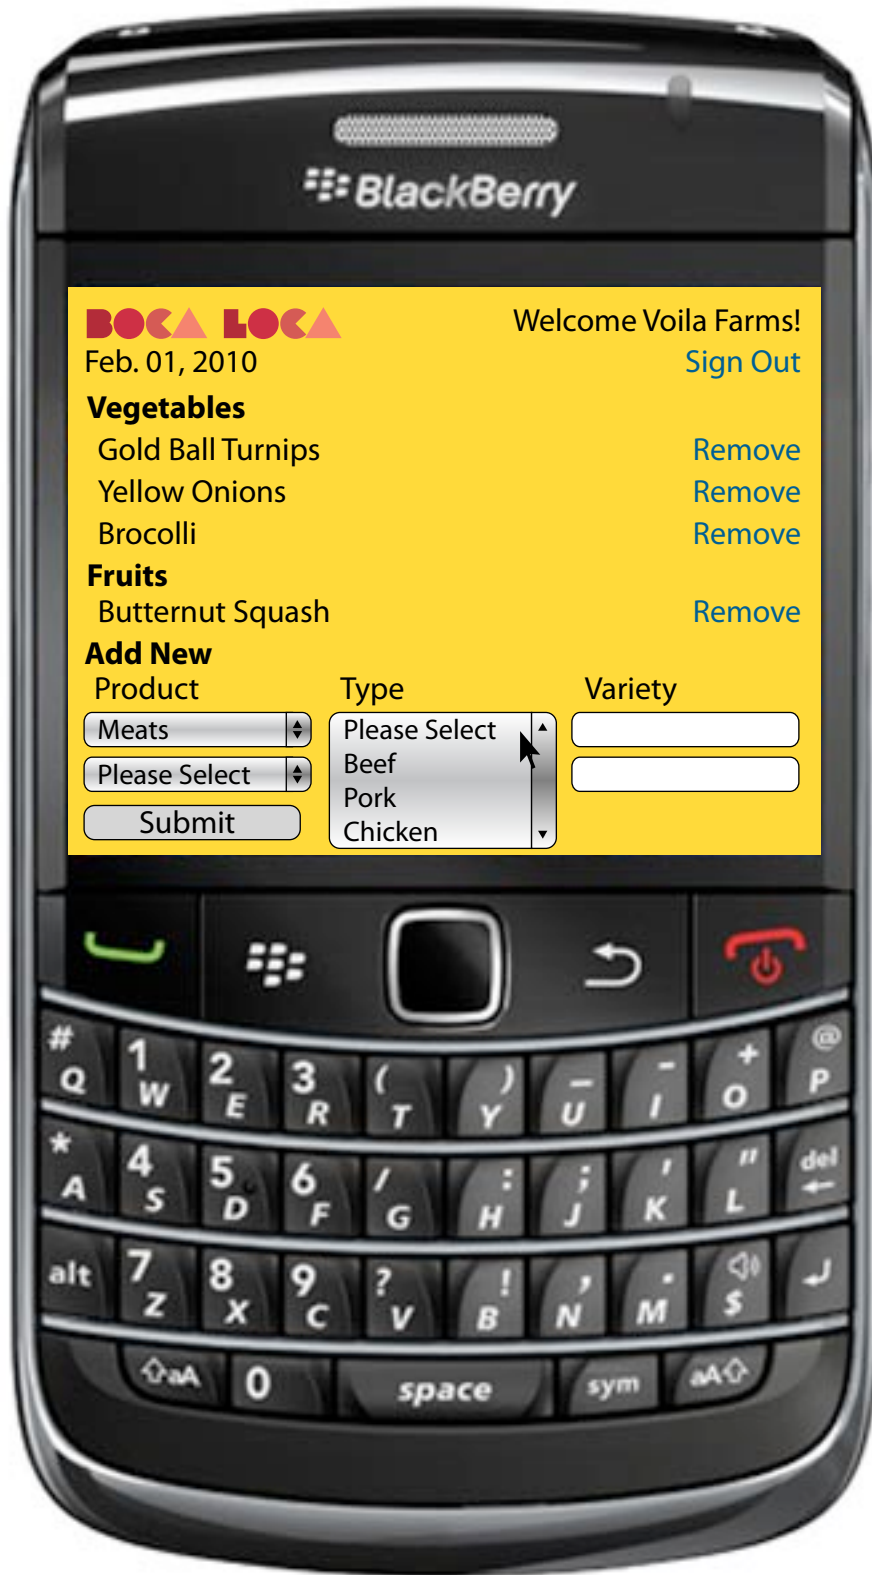 BlackBerry
BOCA LOCA Welcome Voila Farms!
Feb. 01, 2010 Sign Out
Vegetables
Gold Ball Turnips Remove
Yellow Onions Remove
Brocolli Remove
Fruits
Butternut Squash Remove
Add New
Product Type Variety
Meats Please Select
Beef
Please Select Pork
Submit Chicken
# 1 2 3 ( ) _ - + @
Q W E R T Y U I O P
* 4 5 6 / : ; ' " del
A S D F G H J K L
alt 7 8 9 ? ! , .
Z X C V B N M $
aA 0 space sym aA